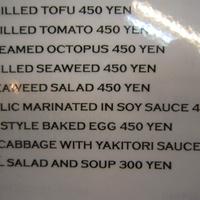 ILLED TOFU 450 YEN
ILLED TOMATO 450 YEN
EAMED OCTOPUS 450 YEN
ILLED SEAWEED 450 YEN
EAWEED SALAD 450 YEN
LIC MARINATED IN SOY SAUCE 4
STYLE BAKED EGG 450 YEN
CABBAGE WITH YAKITORI SAUCE
SALAD AND SOUP 300 YEN